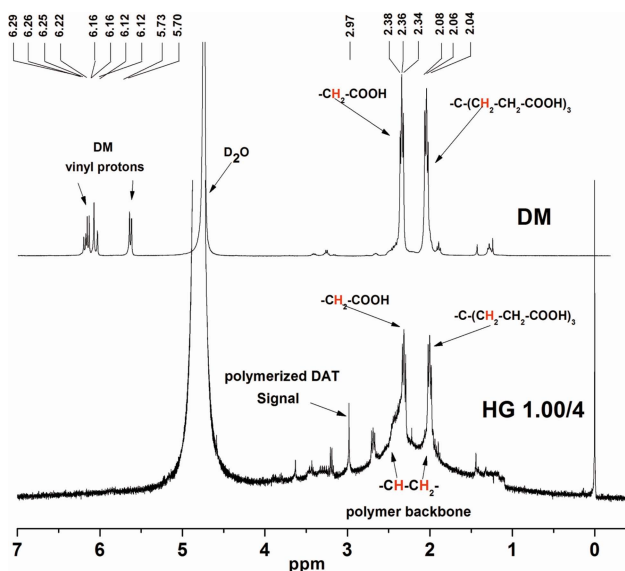 6.29
6.26
6.25
6.22
6.16
6.16
6.12
6.12
5.73
5.70
2.97
2.38
2.36
2.34
2.08
2.06
2.04
-CH₂-COOH
-C-(CH₂-CH₂-COOH)₃
DM
vinyl protons
D₂O
DM
-CH₂-COOH
-C-(CH₂-CH₂-COOH)₃
polymerized DAT
Signal
HG 1.00/4
-CH-CH₂-
polymer backbone
7 6 5 4 3 2 1 0
ppm